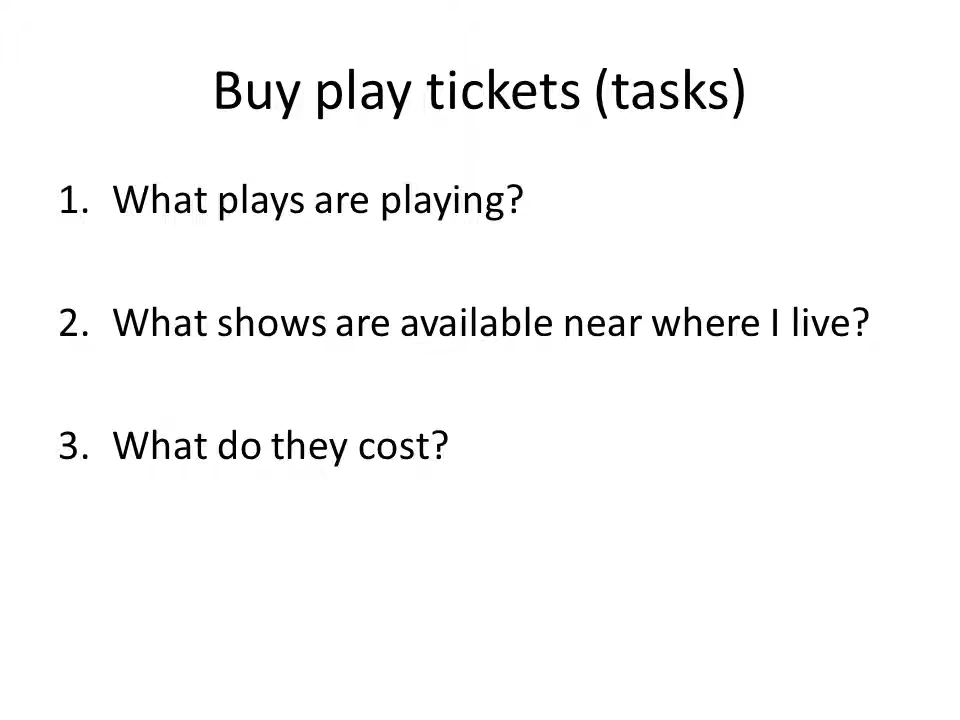 Buy play tickets (tasks)
1. What plays are playing?
2. What shows are available near where I live?
3. What do they cost?